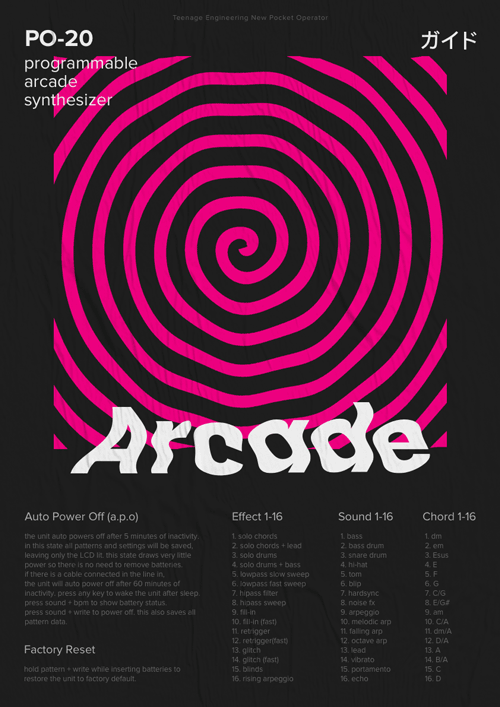 Teenage Engineering New Pocket Operator
PO-20
ガイド
programmable
arcade
synthesizer
Arcade
Auto Power Off (a.p.o)
the unit auto powers off after 5 minutes of inactivity.
in this state all patterns and settings will be saved,
leaving only the LCD lit. this state draws very little
power so there is no need to remove batteries.
if there is a cable connected in the line in,
the unit will auto power off after 60 minutes of
inactivity. press any key to wake the unit after sleep.
press sound + bpm to show battery status.
press sound + write to power off. this also saves all
pattern data.
Factory Reset
hold pattern + write while inserting batteries to
restore the unit to factory default.
Effect 1-16
1. solo chords
2. solo chords + lead
3. solo drums
4. solo drums + bass
5. lowpass slow sweep
6. lowpass fast sweep
7. hipass filter
8. hipass sweep
9. fill-in
10. fill-in (fast)
11. retrigger
12. retrigger(fast)
13. glitch
14. glitch (fast)
15. blinds
16. rising arpeggio
Sound 1-16
1. bass
2. bass drum
3. snare drum
4. hi-hat
5. tom
6. blip
7. hardsync
8. noise fx
9. arpeggio
10. melodic arp
11. falling arp
12. octave arp
13. lead
14. vibrato
15. portamento
16. echo
Chord 1-16
1. dm
2. em
3. Esus
4. E
5. F
6. G
7. C/G
8. E/G#
9. am
10. C/A
11. dm/A
12. D/A
13. A
14. B/A
15. C
16. D